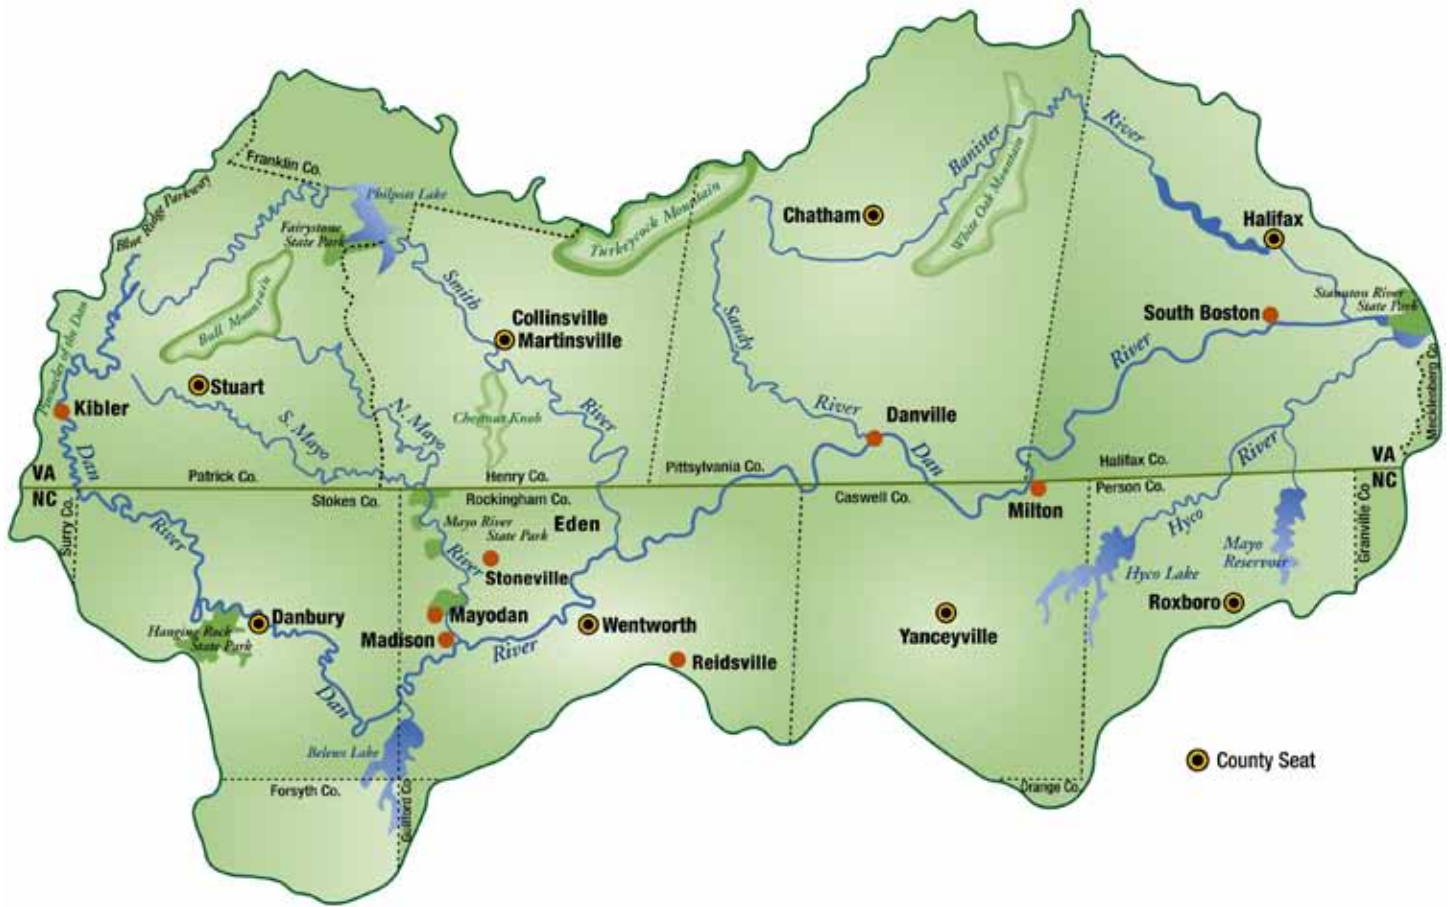 Franklin Co.
Blue Ridge Parkway
Philpott Lake
Fairystone
State Park
Turkeycock Mountain
Chatham
Banister
River
White Oak Mountain
Halifax
Smith
Bull Mountain
Collinsville
Martinsville
Sandy
South Boston
Staunton River
State Park
River
Pinnacles of the Dan
Stuart
Kibler
Chestnut Knob
N. Mayo
S. Mayo
River
River
Danville
Dan
Dan
Mecklenberg Co.
River
VA
Patrick Co.
Henry Co.
Pittsylvania Co.
Halifax Co.
VA
NC
Stokes Co.
Rockingham Co.
Caswell Co.
Person Co.
NC
Surry Co.
River
Mayo River
State Park
Eden
Milton
Hyco
Granville Co
River
Stoneville
Mayo
Reservoir
Hyco Lake
Roxboro
Danbury
Hanging Rock
State Park
Mayodan
Madison
River
Wentworth
Yanceyville
Reidsville
Dan
Belews Lake
Forsyth Co.
Guilford Co
Orange Co.
County Seat